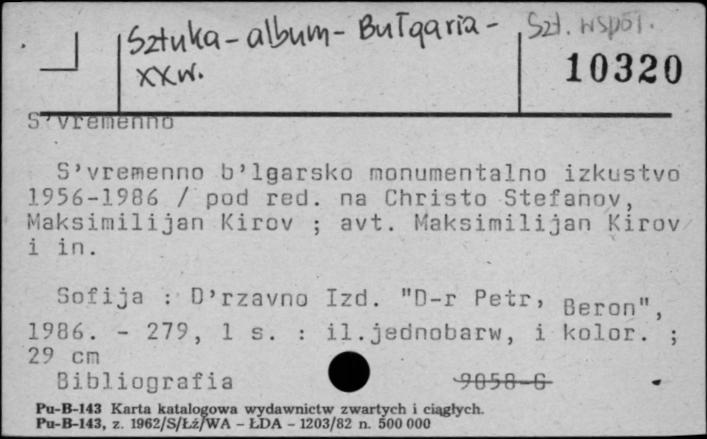 Sztuka - album - Bułgaria -
XX w.
Szt. współ.
10320
S'vremenno
S'vremenno b'lgarsko monumentalno izkustvo
1956-1986 / pod red. na Christo Stefanov,
Maksimilijan Kirov ; avt. Maksimilijan Kirov
i in.
Sofija : D'rzavno Izd. "D-r Petr, Beron",
1986. - 279, 1 s. : il.jednobarw, i kolor. ;
29 cm
Bibliografia
9058-G
Pu-B-143 Karta katalogowa wydawnictw zwartych i ciągłych.
Pu-B-143, z. 1962/S/Łź/WA - ŁDA - 1203/82 n. 500 000